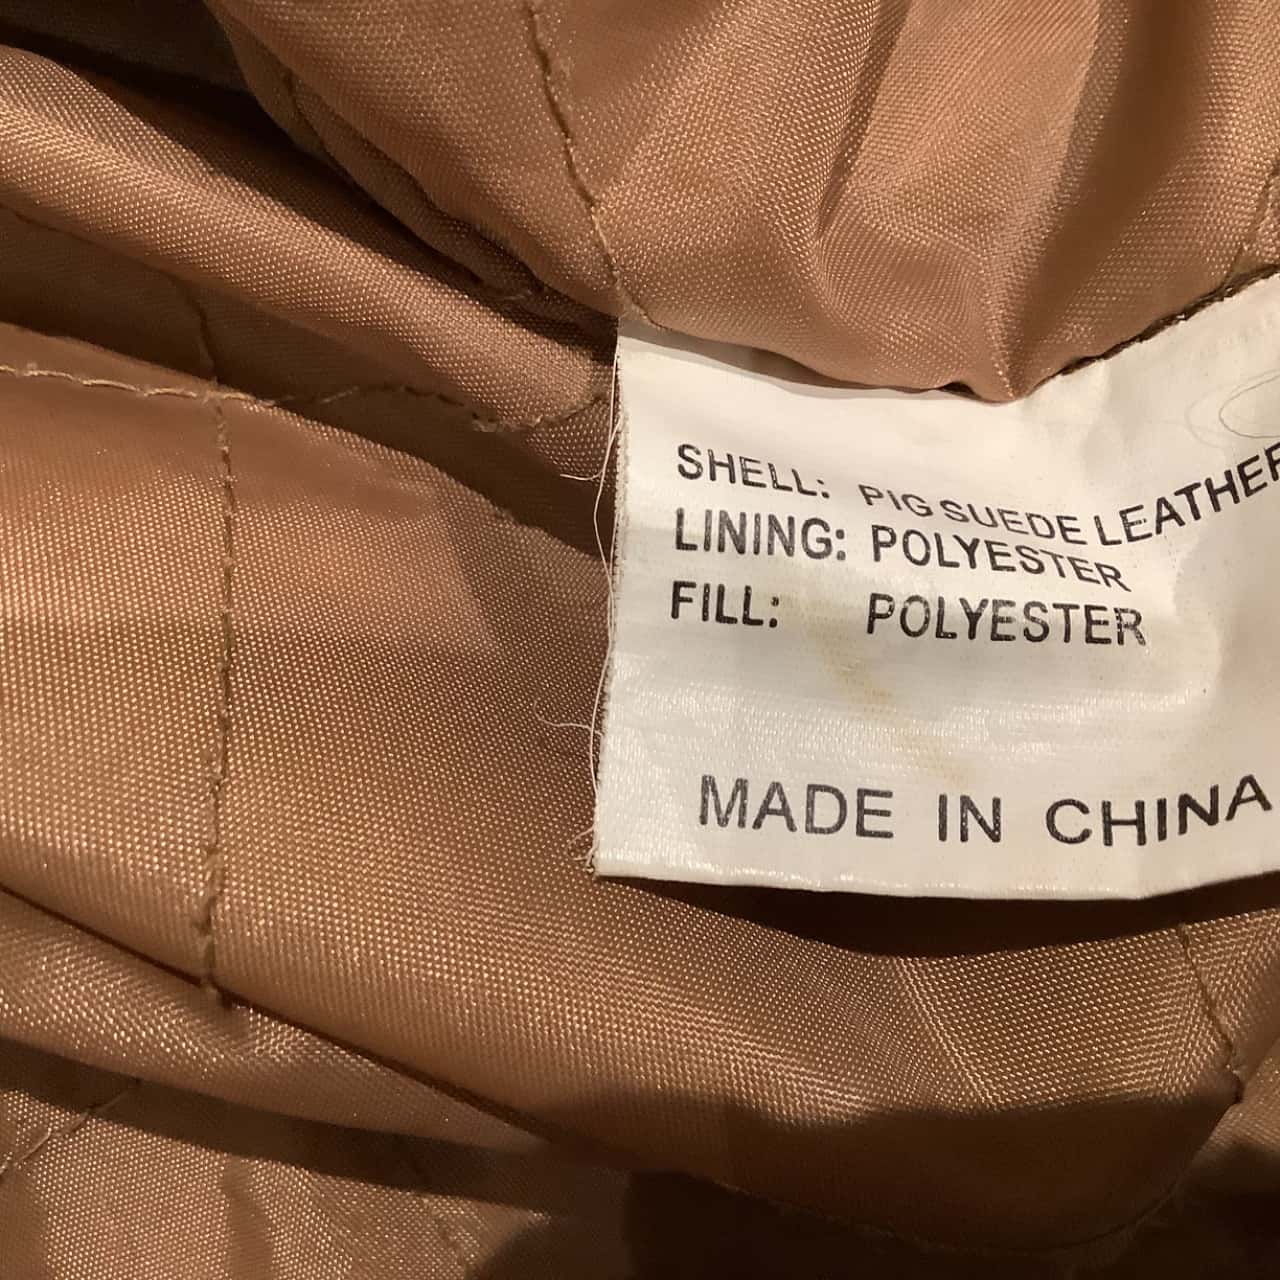 SHELL: PIG SUEDE LEATHER
LINING: POLYESTER
FILL: POLYESTER
MADE IN CHINA